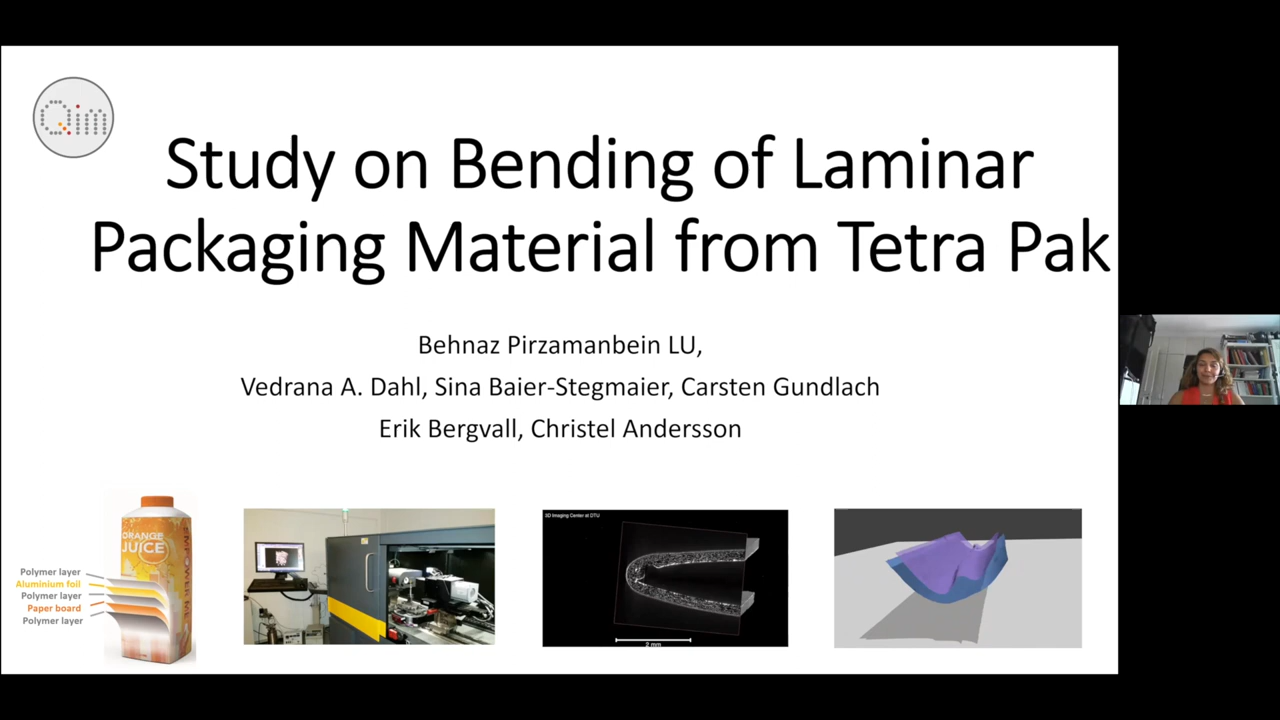 Qim
Study on Bending of Laminar
Packaging Material from Tetra Pak
Behnaz Pirzamanbein LU,
Vedrana A. Dahl, Sina Baier-Stegmaier, Carsten Gundlach
Erik Bergvall, Christel Andersson
Polymer layer
Aluminium foil
Polymer layer
Paper board
Polymer layer
ORANGE
JUICE
3D Imaging Center at DTU
2 mm